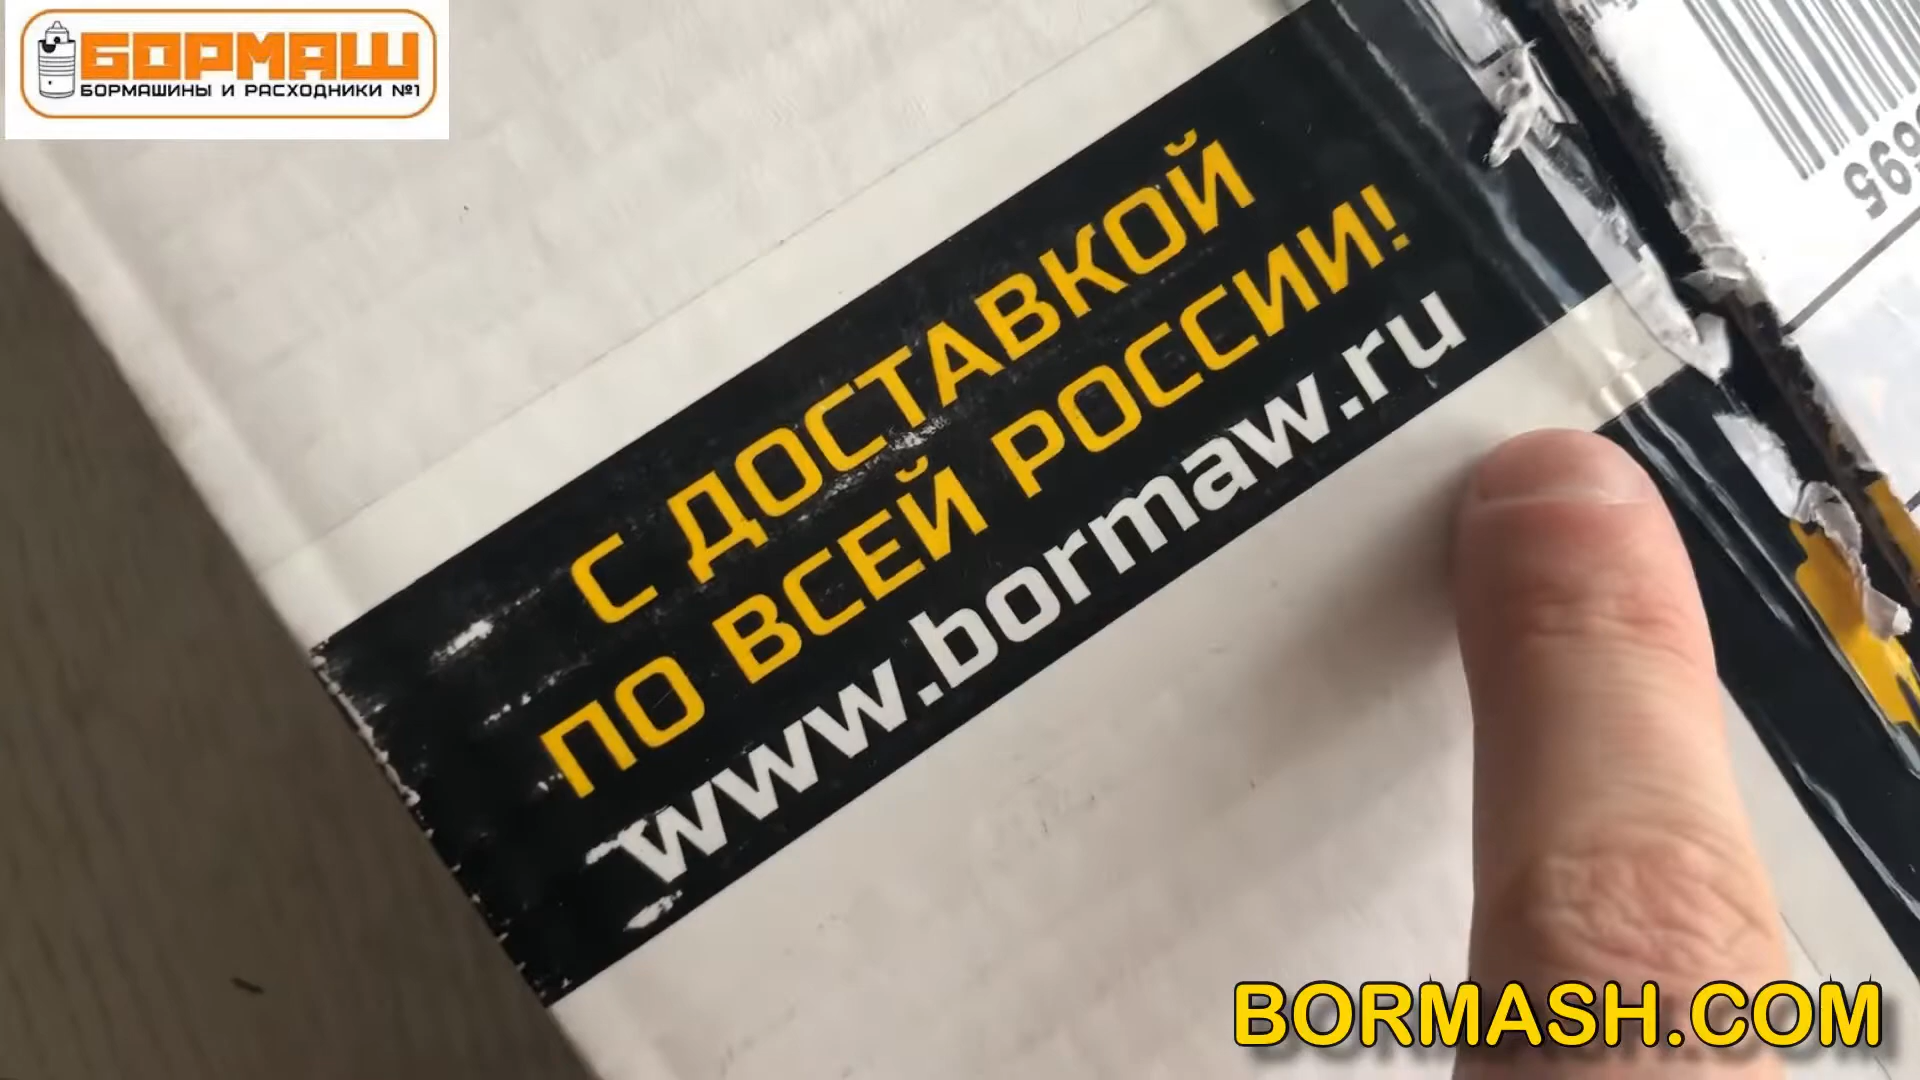 БОРМАШ
БОРМАШИНЫ И РАСХОДНИКИ №1
С ДОСТАВКОЙ
ПО ВСЕЙ РОССИИ!
www.bormaw.ru
BORMASH.COM